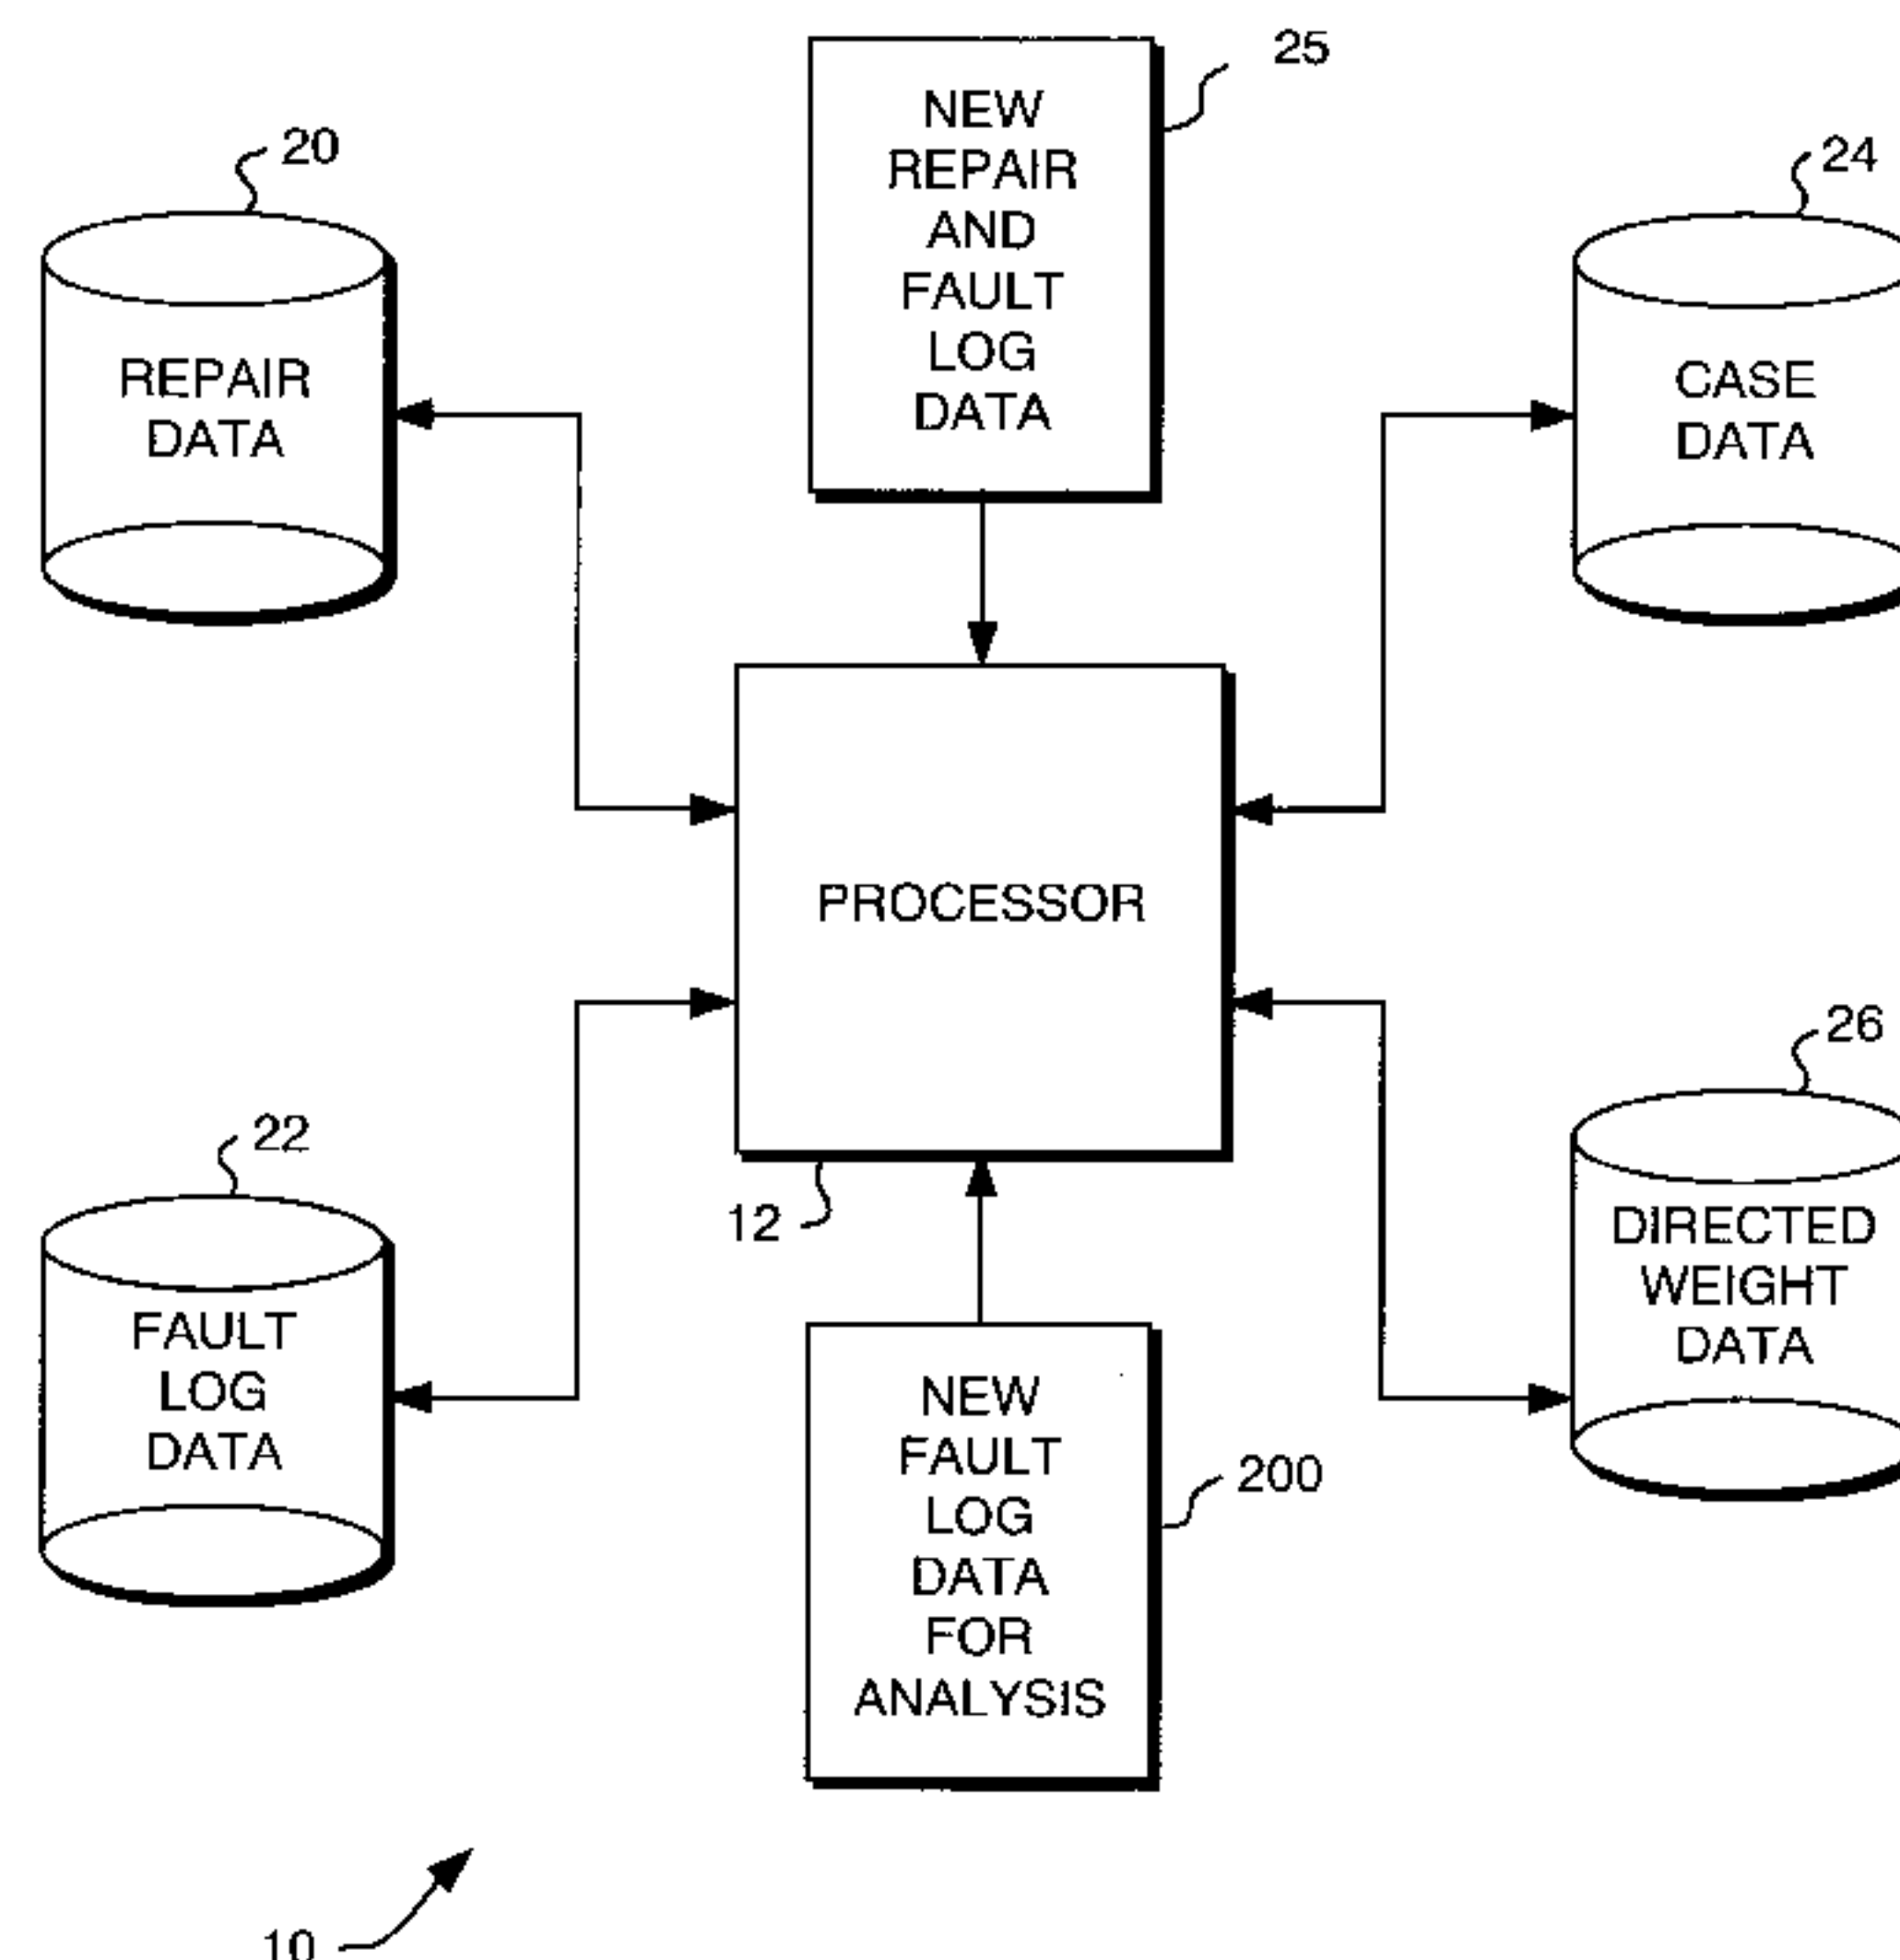 25
NEW
REPAIR
AND
FAULT
LOG
DATA
20
REPAIR
DATA
24
CASE
DATA
PROCESSOR
12
22
FAULT
LOG
DATA
26
DIRECTED
WEIGHT
DATA
NEW
FAULT
LOG
DATA
FOR
ANALYSIS
200
10